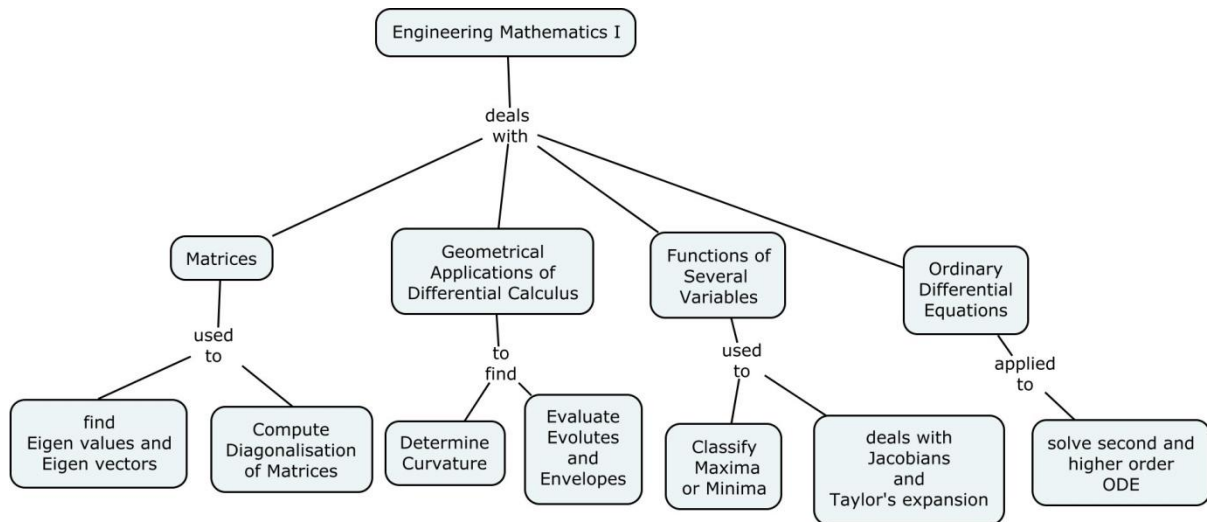 Engineering Mathematics I
deals
with
Matrices
Geometrical
Applications of
Differential Calculus
Functions of
Several
Variables
Ordinary
Differential
Equations
used
to
to
find
used
to
applied
to
find
Eigen values and
Eigen vectors
Compute
Diagonalisation
of Matrices
Determine
Curvature
Evaluate
Evolutes
and
Envelopes
Classify
Maxima
or Minima
deals with
Jacobians
and
Taylor's expansion
solve second and
higher order
ODE